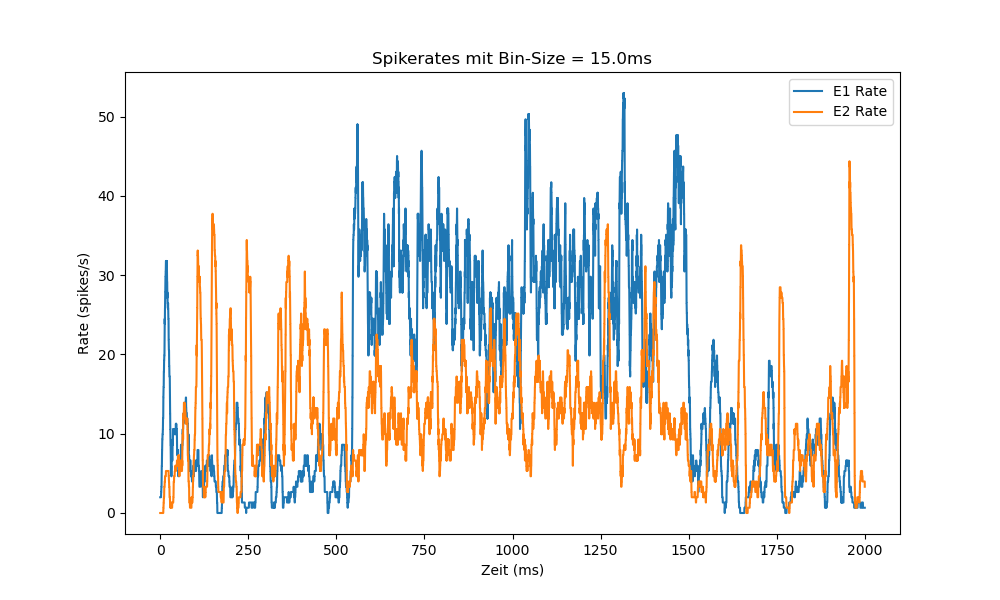 Spikerates mit Bin-Size = 15.0ms
E1 Rate
E2 Rate
50
40
30
20
10
0
Rate (spikes/s)
0 250 500 750 1000 1250 1500 1750 2000
Zeit (ms)